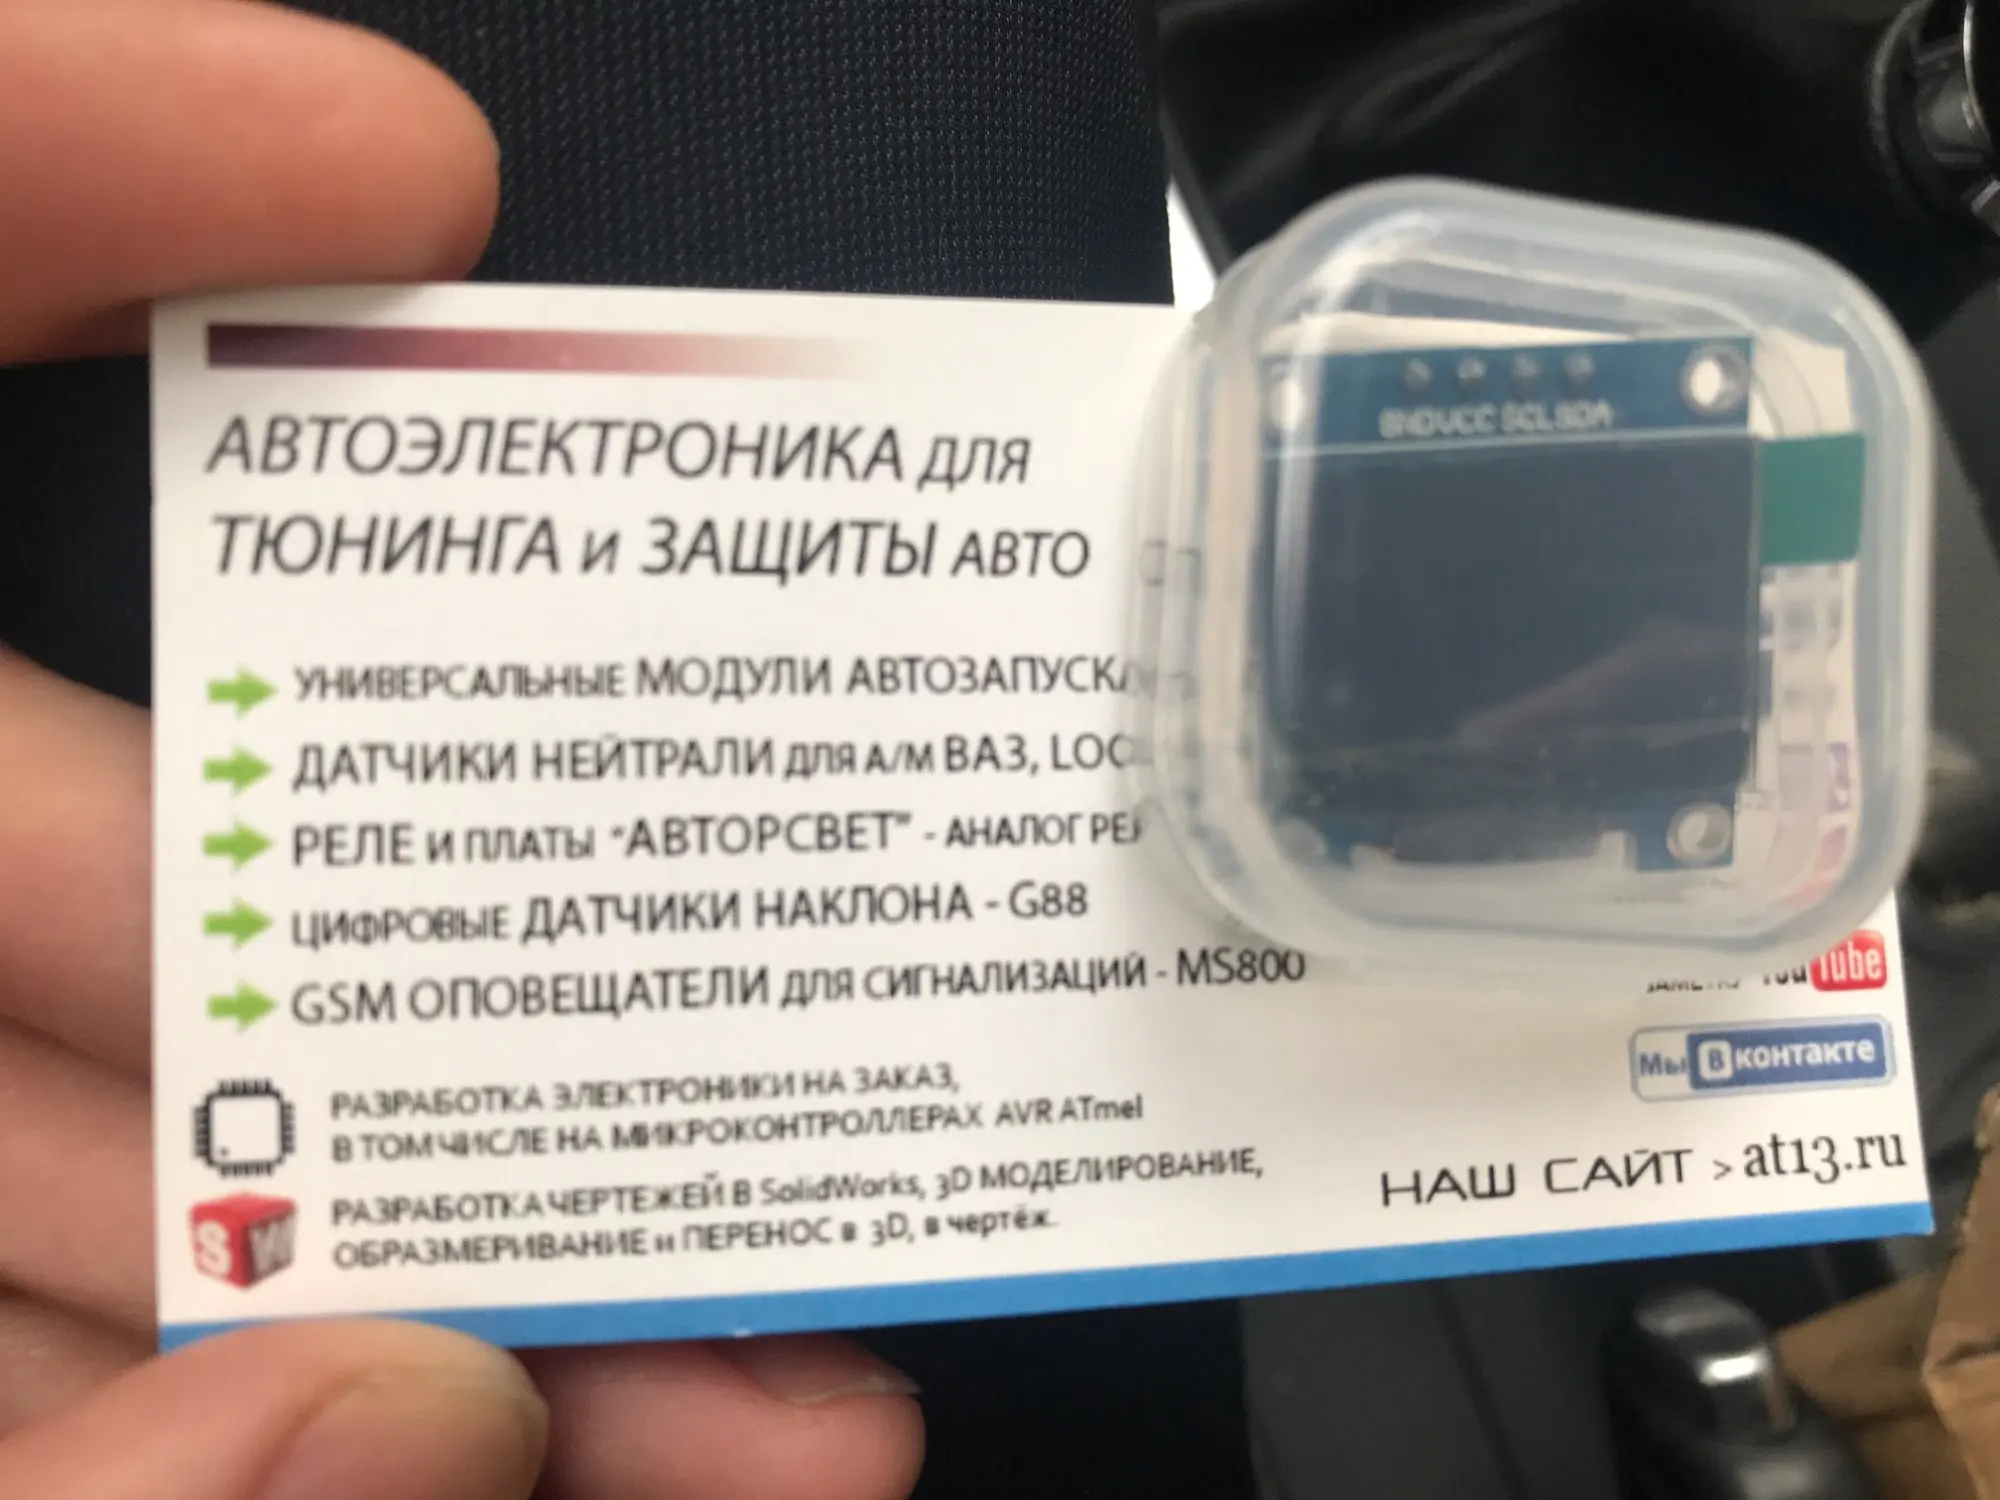 АВТОЭЛЕКТРОНИКА для
ТЮНИНГА и ЗАЩИТЫ АВТО
GND VCC SCL SDA
УНИВЕРСАЛЬНЫЕ МОДУЛИ АВТОЗАПУСКА
ДАТЧИКИ НЕЙТРАЛИ для А/М ВАЗ,
РЕЛЕ и ПЛАТЫ "АВТОРСВЕТ" - АНАЛОГ
ЦИФРОВЫЕ ДАТЧИКИ НАКЛОНА - G88
GSM ОПОВЕЩАТЕЛИ для СИГНАЛИЗАЦИЙ - MS800
YouTube
Мы Вконтакте
РАЗРАБОТКА ЭЛЕКТРОНИКИ НА ЗАКАЗ,
В ТОМ ЧИСЛЕ НА МИКРОКОНТРОЛЛЕРАХ AVR ATmel
SW
РАЗРАБОТКА ЧЕРТЕЖЕЙ В SolidWorks, 3D МОДЕЛИРОВАНИЕ,
ОБРАЗМЕРИВАНИЕ и ПЕРЕНОС в 3D, в чертёж.
НАШ САЙТ > at13.ru